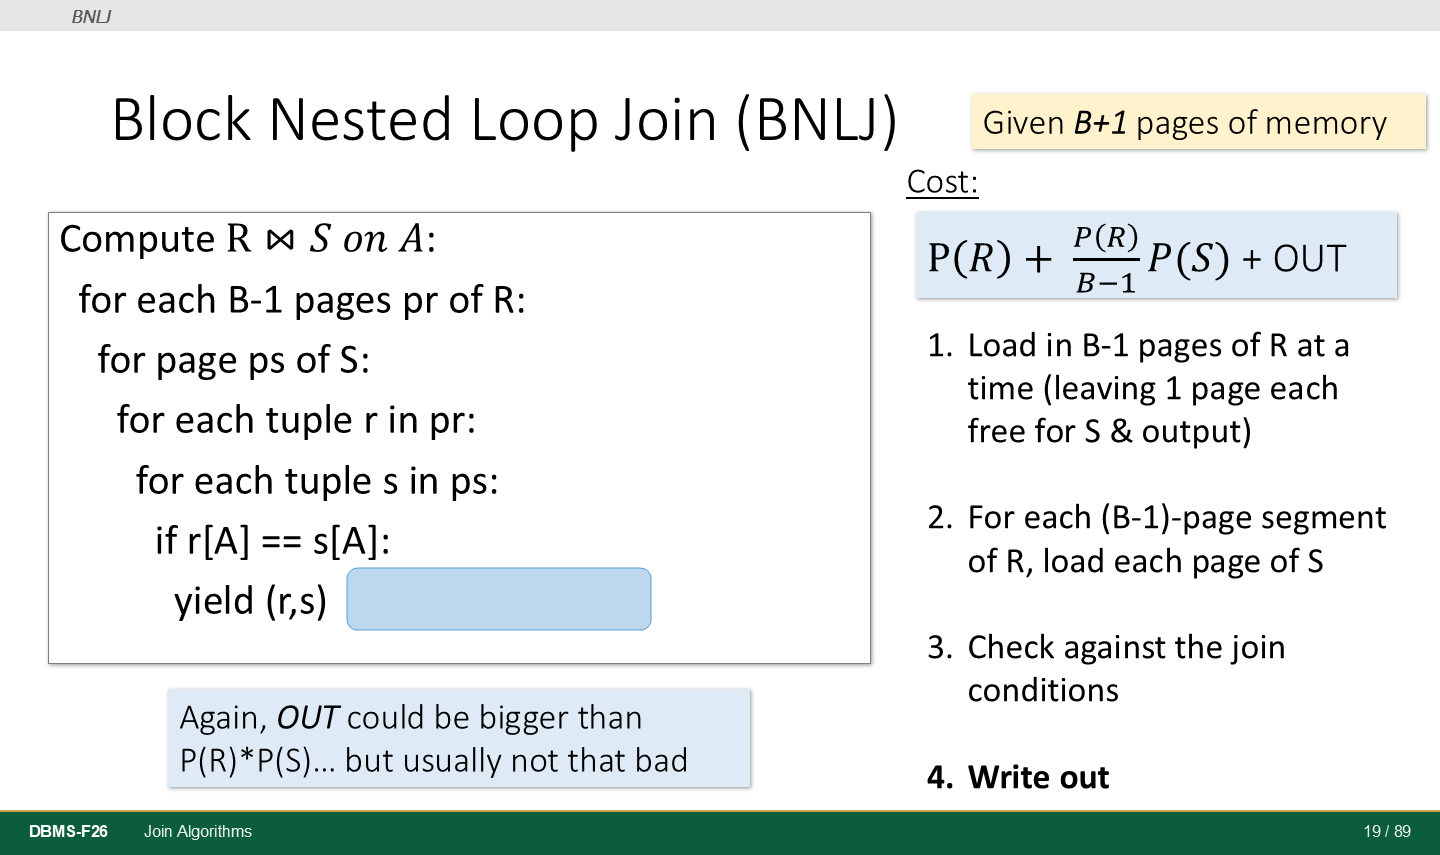 BNLJ
Block Nested Loop Join (BNLJ)
Given B+1 pages of memory
Cost:
P(R) + P(R)/B−1 P(S) + OUT
Compute R ⋈ S on A:
for each B-1 pages pr of R:
for page ps of S:
for each tuple r in pr:
for each tuple s in ps:
if r[A] == s[A]:
yield (r,s)
Again, OUT could be bigger than
P(R)*P(S)… but usually not that bad
1. Load in B-1 pages of R at a
time (leaving 1 page each
free for S & output)
2. For each (B-1)-page segment
of R, load each page of S
3. Check against the join
conditions
4. Write out
DBMS-F26 Join Algorithms 19 / 89